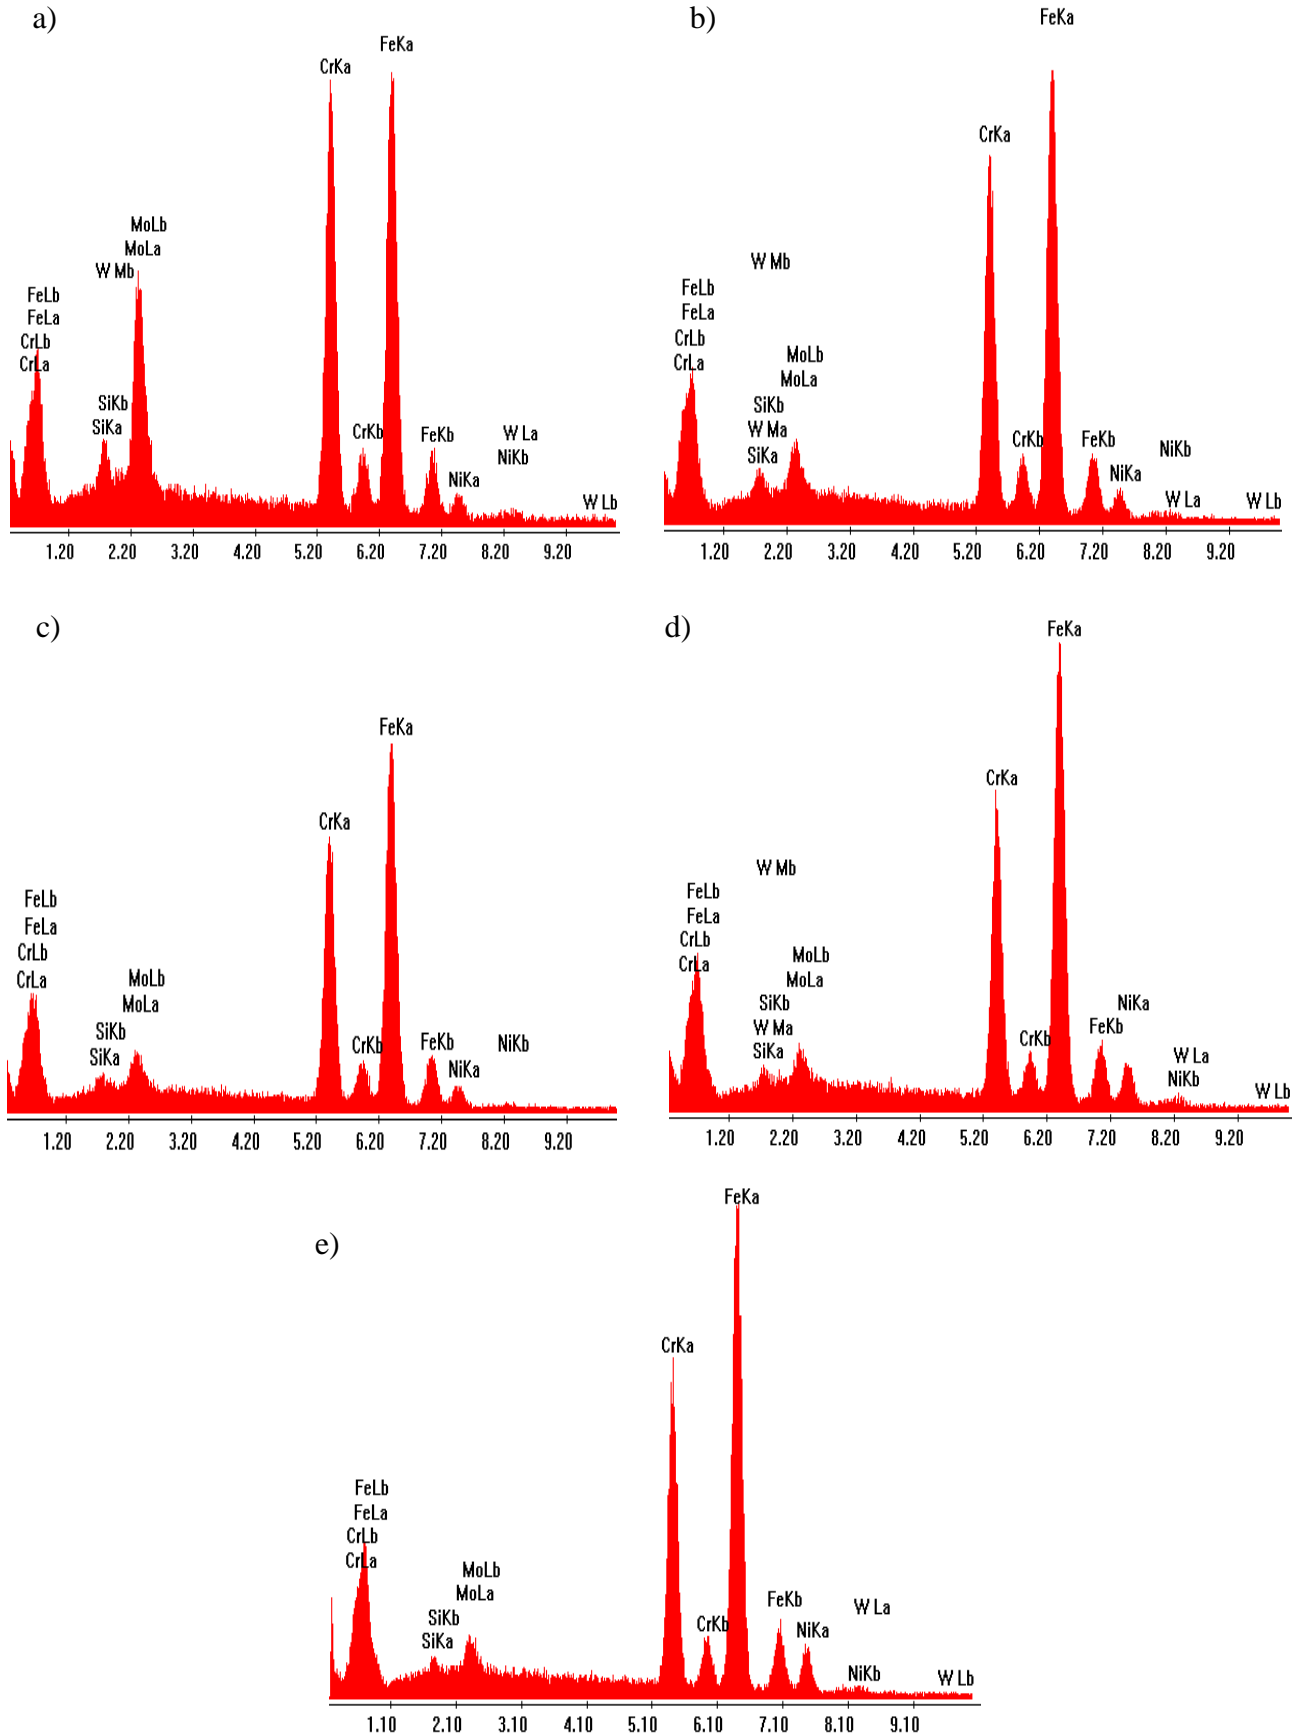 a)
FeKa
CrKa
MoLb
MoLa
W Mb
FeLb
FeLa
CrLb
CrLa
SiKb
SiKa
CrKb
FeKb
W La
NiKb
NiKa
W Lb
1.20 2.20 3.20 4.20 5.20 6.20 7.20 8.20 9.20
b)
FeKa
CrKa
W Mb
FeLb
FeLa
CrLb
CrLa
MoLb
MoLa
SiKb
W Ma
SiKa
CrKb
FeKb
NiKb
NiKa
W La
W Lb
1.20 2.20 3.20 4.20 5.20 6.20 7.20 8.20 9.20
c)
FeKa
CrKa
FeLb
FeLa
CrLb
CrLa
MoLb
MoLa
SiKb
SiKa
CrKb
FeKb
NiKb
NiKa
1.20 2.20 3.20 4.20 5.20 6.20 7.20 8.20 9.20
d)
FeKa
CrKa
W Mb
FeLb
FeLa
CrLb
CrLa
MoLb
MoLa
SiKb
W Ma
SiKa
CrKb
NiKa
FeKb
W La
NiKb
W Lb
1.20 2.20 3.20 4.20 5.20 6.20 7.20 8.20 9.20
e)
FeKa
CrKa
FeLb
FeLa
CrLb
CrLa
MoLb
MoLa
SiKb
SiKa
CrKb
FeKb
NiKa
W La
NiKb
W Lb
1.10 2.10 3.10 4.10 5.10 6.10 7.10 8.10 9.10